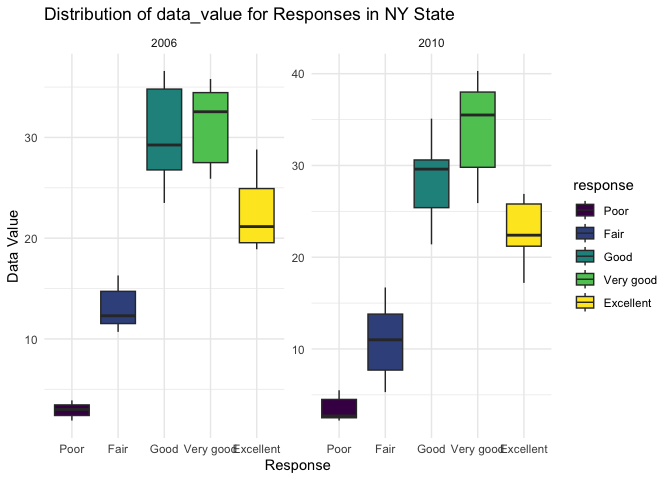 Distribution of data_value for Responses in NY State
2006
2010
Data Value
30
20
10
40
30
20
10
Poor Fair Good Very good Excellent
Poor Fair Good Very good Excellent
Response
response
Poor
Fair
Good
Very good
Excellent